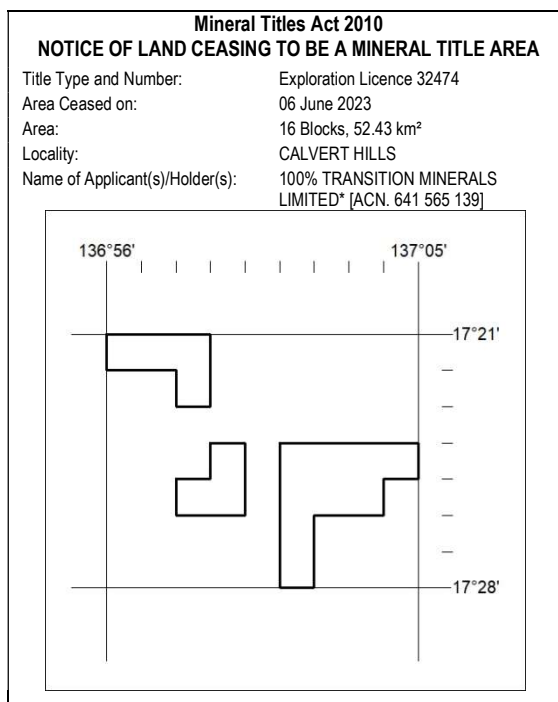 Mineral Titles Act 2010
NOTICE OF LAND CEASING TO BE A MINERAL TITLE AREA
Title Type and Number: Exploration Licence 32474
Area Ceased on: 06 June 2023
Area: 16 Blocks, 52.43 km²
Locality: CALVERT HILLS
Name of Applicant(s)/Holder(s): 100% TRANSITION MINERALS
LIMITED* [ACN. 641 565 139]
136°56' 137°05'
17°21'
17°28'